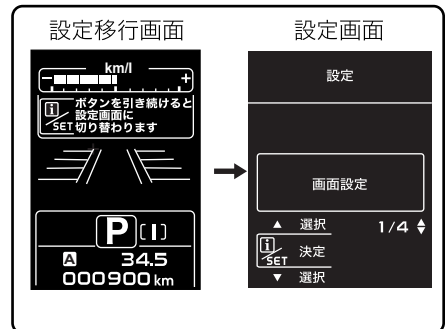 設定移行画面
km/l
- +
i/SET ボタンを引き続けると
設定画面に
切り替わります
P [I]
A 34.5
000900 km
設定画面
設定
画面設定
▲ 選択 1/4
i/SET 決定
▼ 選択